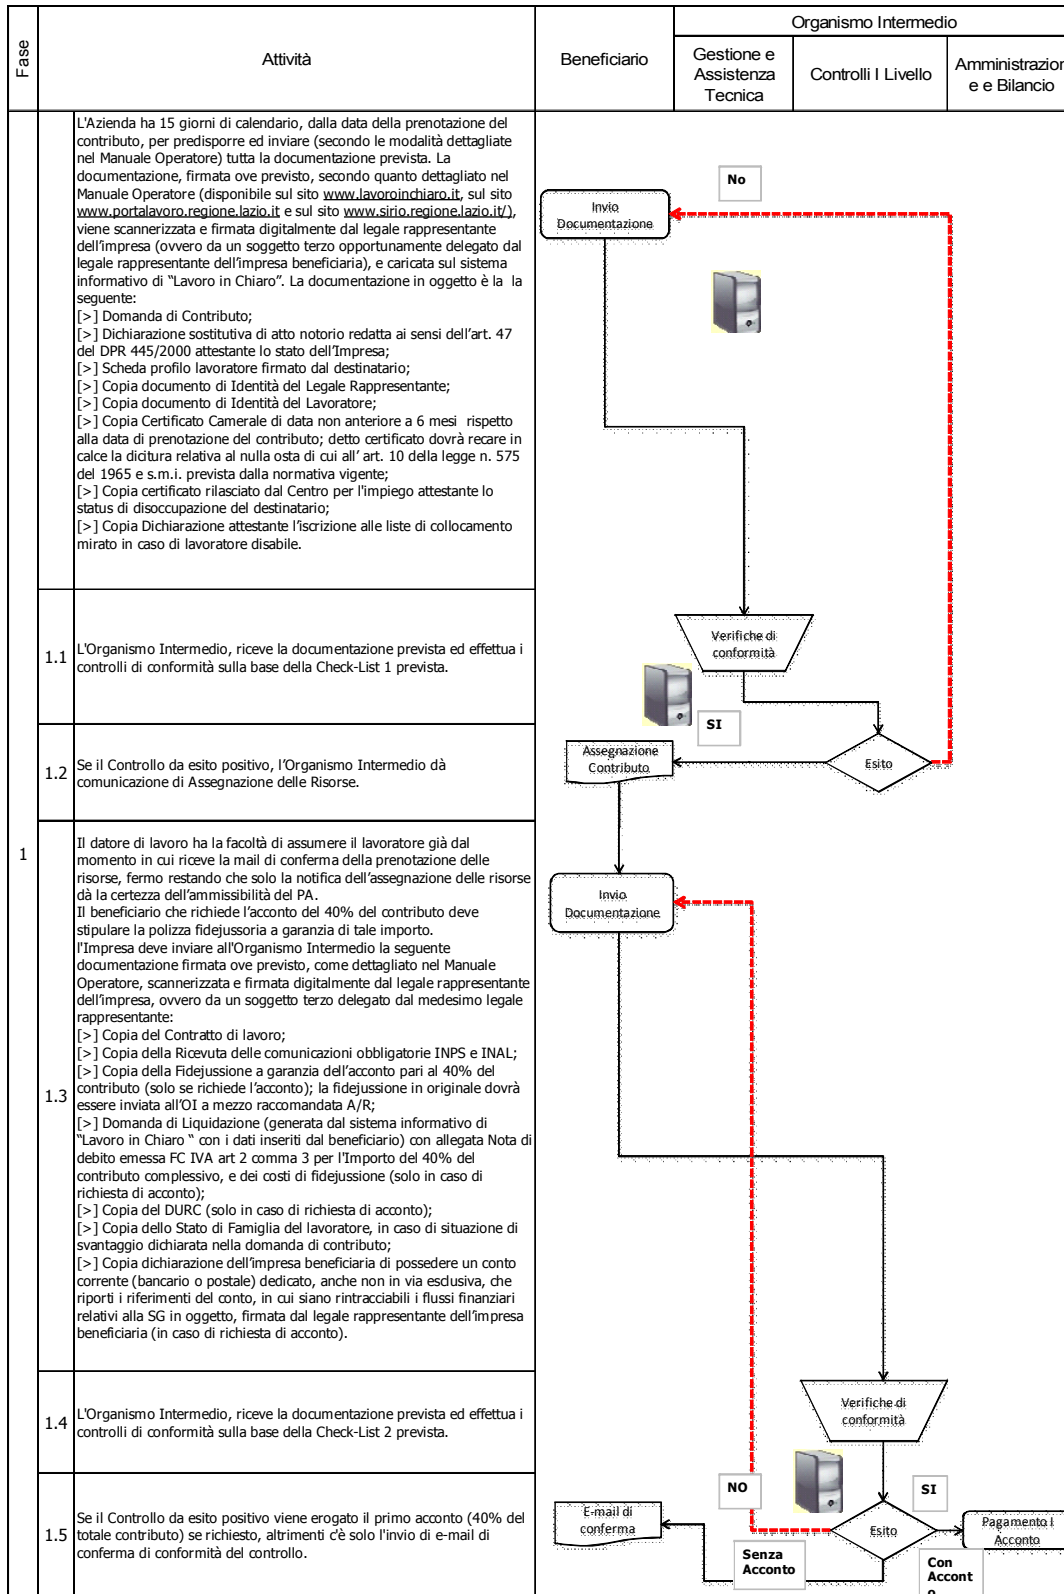 Fase
Attività
Beneficiario
Organismo Intermedio
Gestione e
Assistenza
Tecnica
Controlli I Livello
Amministrazion
e e Bilancio
L'Azienda ha 15 giorni di calendario, dalla data della prenotazione del
contributo, per predisporre ed inviare (secondo le modalità dettagliate
nel Manuale Operatore) tutta la documentazione prevista. La
documentazione, firmata ove previsto, secondo quanto dettagliato nel
Manuale Operatore (disponibile sul sito www.lavoroinchiaro.it, sul sito
www.portalavoro.regione.lazio.it e sul sito www.sirio.regione.lazio.it/),
viene scannerizzata e firmata digitalmente dal legale rappresentante
dell'impresa (ovvero da un soggetto terzo opportunamente delegato dal
legale rappresentante dell'impresa beneficiaria), e caricata sul sistema
informativo di "Lavoro in Chiaro". La documentazione in oggetto è la la
seguente:
[>] Domanda di Contributo;
[>] Dichiarazione sostitutiva di atto notorio redatta ai sensi dell'art. 47
del DPR 445/2000 attestante lo stato dell'Impresa;
[>] Scheda profilo lavoratore firmato dal destinatario;
[>] Copia documento di Identità del Legale Rappresentante;
[>] Copia documento di Identità del Lavoratore;
[>] Copia Certificato Camerale di data non anteriore a 6 mesi rispetto
alla data di prenotazione del contributo; detto certificato dovrà recare in
calce la dicitura relativa al nulla osta di cui all' art. 10 della legge n. 575
del 1965 e s.m.i. prevista dalla normativa vigente;
[>] Copia certificato rilasciato dal Centro per l'impiego attestante lo
status di disoccupazione del destinatario;
[>] Copia Dichiarazione attestante l'iscrizione alle liste di collocamento
mirato in caso di lavoratore disabile.
Invio
Documentazione
No
1.1
L'Organismo Intermedio, riceve la documentazione prevista ed effettua i
controlli di conformità sulla base della Check-List 1 prevista.
Verifiche di
conformità
SI
1.2
Se il Controllo da esito positivo, l'Organismo Intermedio dà
comunicazione di Assegnazione delle Risorse.
Assegnazione
Contributo
Esito
1
1.3
Il datore di lavoro ha la facoltà di assumere il lavoratore già dal
momento in cui riceve la mail di conferma della prenotazione delle
risorse, fermo restando che solo la notifica dell'assegnazione delle risorse
dà la certezza dell'ammissibilità del PA.
Il beneficiario che richiede l'acconto del 40% del contributo deve
stipulare la polizza fidejussoria a garanzia di tale importo.
l'Impresa deve inviare all'Organismo Intermedio la seguente
documentazione firmata ove previsto, come dettagliato nel Manuale
Operatore, scannerizzata e firmata digitalmente dal legale rappresentante
dell'impresa, ovvero da un soggetto terzo delegato dal medesimo legale
rappresentante:
[>] Copia del Contratto di lavoro;
[>] Copia della Ricevuta delle comunicazioni obbligatorie INPS e INAL;
[>] Copia della Fidejussione a garanzia dell'acconto pari al 40% del
contributo (solo se richiede l'acconto); la fidejussione in originale dovrà
essere inviata all'OI a mezzo raccomandata A/R;
[>] Domanda di Liquidazione (generata dal sistema informativo di
"Lavoro in Chiaro " con i dati inseriti dal beneficiario) con allegata Nota di
debito emessa FC IVA art 2 comma 3 per l'Importo del 40% del
contributo complessivo, e dei costi di fidejussione (solo in caso di
richiesta di acconto);
[>] Copia del DURC (solo in caso di richiesta di acconto);
[>] Copia dello Stato di Famiglia del lavoratore, in caso di situazione di
svantaggio dichiarata nella domanda di contributo;
[>] Copia dichiarazione dell'impresa beneficiaria di possedere un conto
corrente (bancario o postale) dedicato, anche non in via esclusiva, che
riporti i riferimenti del conto, in cui siano rintracciabili i flussi finanziari
relativi alla SG in oggetto, firmata dal legale rappresentante dell'impresa
beneficiaria (in caso di richiesta di acconto).
Invio
Documentazione
1.4
L'Organismo Intermedio, riceve la documentazione prevista ed effettua i
controlli di conformità sulla base della Check-List 2 prevista.
Verifiche di
conformità
1.5
Se il Controllo da esito positivo viene erogato il primo acconto (40% del
totale contributo) se richiesto, altrimenti c'è solo l'invio di e-mail di
conferma di conformità del controllo.
NO
SI
E-mail di
conferma
Esito
Pagamento I
Acconto
Senza
Acconto
Con
Accont
o